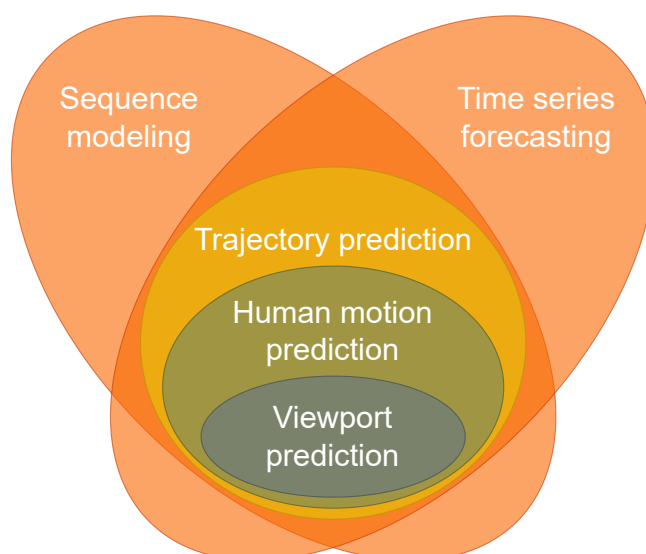 Sequence
modeling
Time series
forecasting
Trajectory prediction
Human motion
prediction
Viewport
prediction